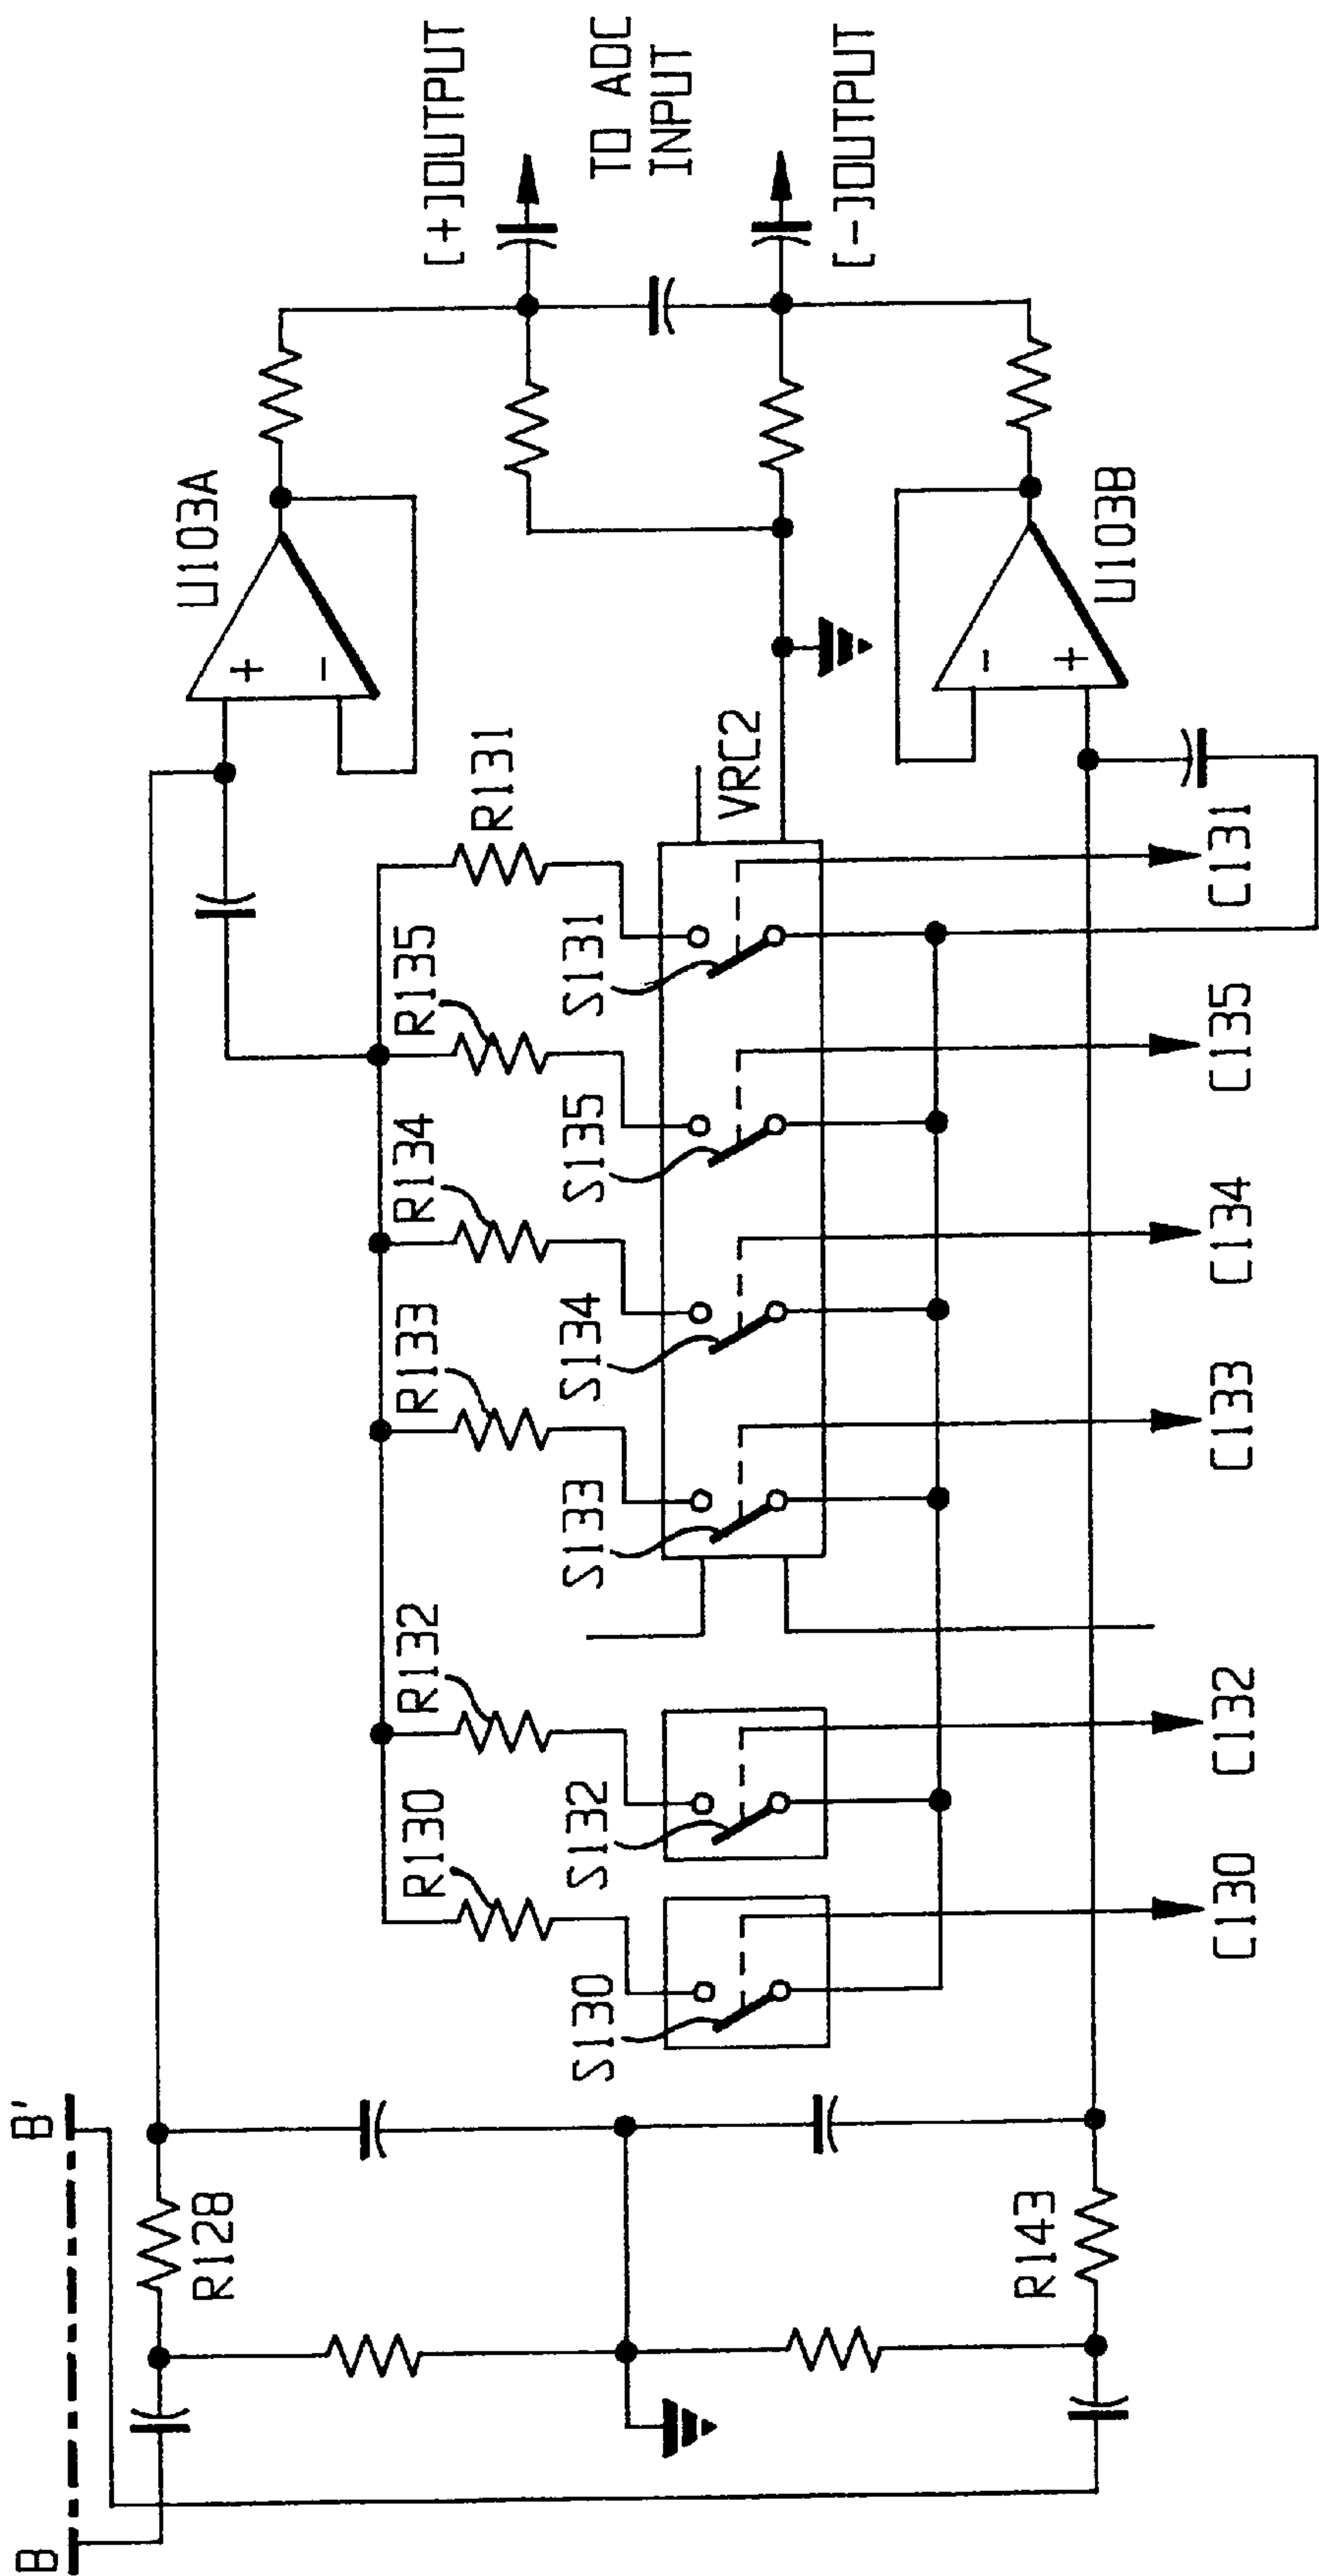 B
B'
R128
R143
R130
R132
R133
R134
R135
R131
S130
S132
S133
S134
S135
S131
VRC2
C130
C132
C133
C134
C135
C131
U103A
+
-
U103B
-
+
[+]OUTPUT
TO ADC
INPUT
[-]OUTPUT